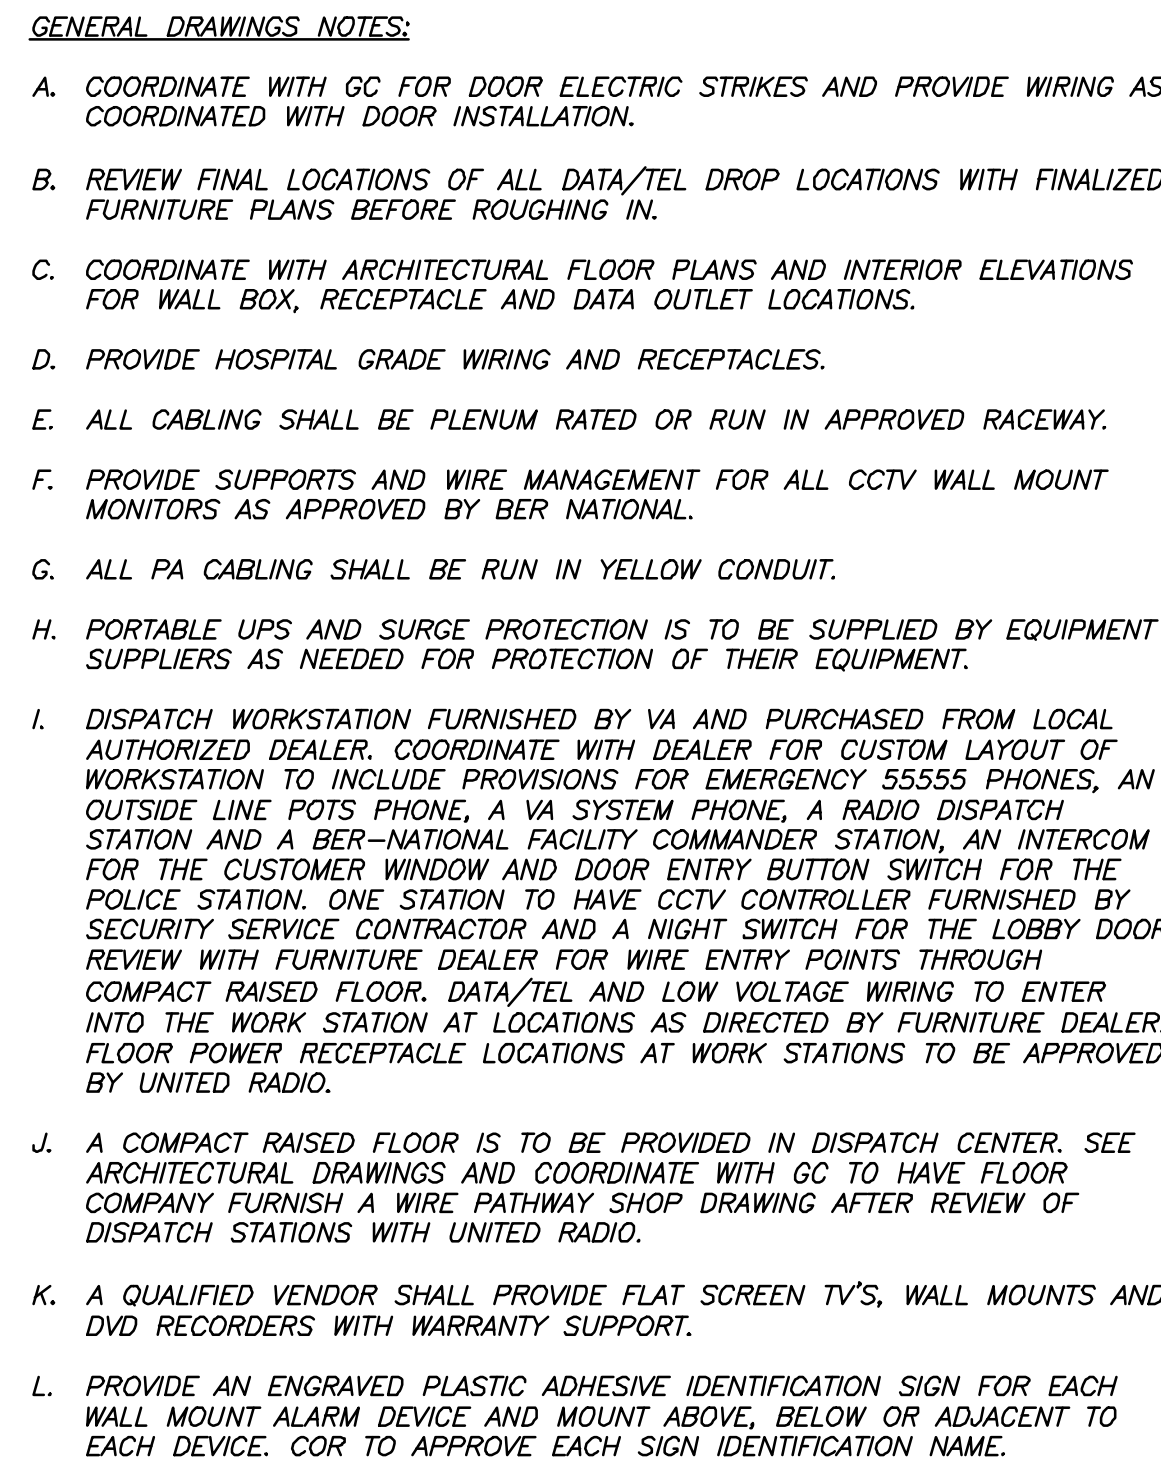 GENERAL DRAWINGS NOTES:
A. COORDINATE WITH GC FOR DOOR ELECTRIC STRIKES AND PROVIDE WIRING AS
COORDINATED WITH DOOR INSTALLATION.
B. REVIEW FINAL LOCATIONS OF ALL DATA/TEL DROP LOCATIONS WITH FINALIZED
FURNITURE PLANS BEFORE ROUGHING IN.
C. COORDINATE WITH ARCHITECTURAL FLOOR PLANS AND INTERIOR ELEVATIONS
FOR WALL BOX, RECEPTACLE AND DATA OUTLET LOCATIONS.
D. PROVIDE HOSPITAL GRADE WIRING AND RECEPTACLES.
E. ALL CABLING SHALL BE PLENUM RATED OR RUN IN APPROVED RACEWAY.
F. PROVIDE SUPPORTS AND WIRE MANAGEMENT FOR ALL CCTV WALL MOUNT
MONITORS AS APPROVED BY BER NATIONAL.
G. ALL PA CABLING SHALL BE RUN IN YELLOW CONDUIT.
H. PORTABLE UPS AND SURGE PROTECTION IS TO BE SUPPLIED BY EQUIPMENT
SUPPLIERS AS NEEDED FOR PROTECTION OF THEIR EQUIPMENT.
I. DISPATCH WORKSTATION FURNISHED BY VA AND PURCHASED FROM LOCAL
AUTHORIZED DEALER. COORDINATE WITH DEALER FOR CUSTOM LAYOUT OF
WORKSTATION TO INCLUDE PROVISIONS FOR EMERGENCY 55555 PHONES, AN
OUTSIDE LINE POTS PHONE, A VA SYSTEM PHONE, A RADIO DISPATCH
STATION AND A BER-NATIONAL FACILITY COMMANDER STATION, AN INTERCOM
FOR THE CUSTOMER WINDOW AND DOOR ENTRY BUTTON SWITCH FOR THE
POLICE STATION. ONE STATION TO HAVE CCTV CONTROLLER FURNISHED BY
SECURITY SERVICE CONTRACTOR AND A NIGHT SWITCH FOR THE LOBBY DOOR
REVIEW WITH FURNITURE DEALER FOR WIRE ENTRY POINTS THROUGH
COMPACT RAISED FLOOR. DATA/TEL AND LOW VOLTAGE WIRING TO ENTER
INTO THE WORK STATION AT LOCATIONS AS DIRECTED BY FURNITURE DEALER.
FLOOR POWER RECEPTACLE LOCATIONS AT WORK STATIONS TO BE APPROVED
BY UNITED RADIO.
J. A COMPACT RAISED FLOOR IS TO BE PROVIDED IN DISPATCH CENTER. SEE
ARCHITECTURAL DRAWINGS AND COORDINATE WITH GC TO HAVE FLOOR
COMPANY FURNISH A WIRE PATHWAY SHOP DRAWING AFTER REVIEW OF
DISPATCH STATIONS WITH UNITED RADIO.
K. A QUALIFIED VENDOR SHALL PROVIDE FLAT SCREEN TV'S, WALL MOUNTS AND
DVD RECORDERS WITH WARRANTY SUPPORT.
L. PROVIDE AN ENGRAVED PLASTIC ADHESIVE IDENTIFICATION SIGN FOR EACH
WALL MOUNT ALARM DEVICE AND MOUNT ABOVE, BELOW OR ADJACENT TO
EACH DEVICE. COR TO APPROVE EACH SIGN IDENTIFICATION NAME.